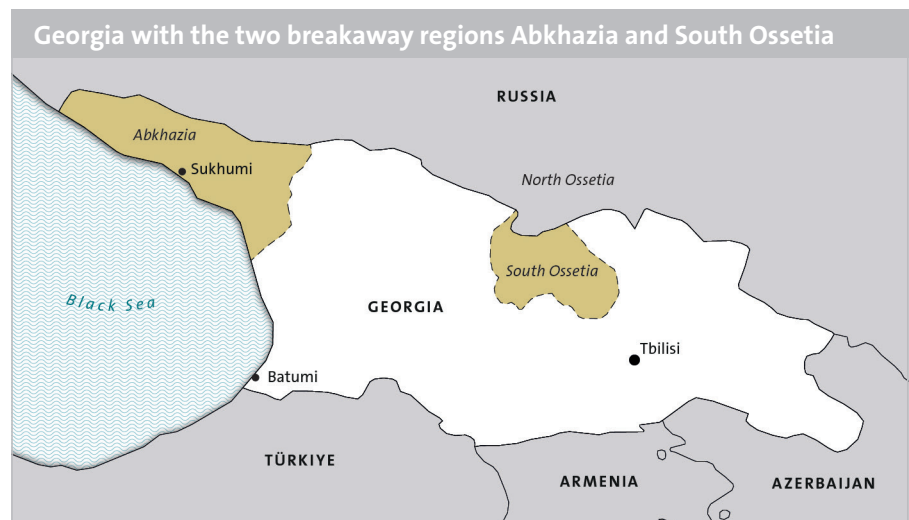 Georgia with the two breakaway regions Abkhazia and South Ossetia
RUSSIA
Abkhazia
Sukhumi
North Ossetia
South Ossetia
Black Sea
GEORGIA
Tbilisi
Batumi
TÜRKIYE
ARMENIA
AZERBAIJAN